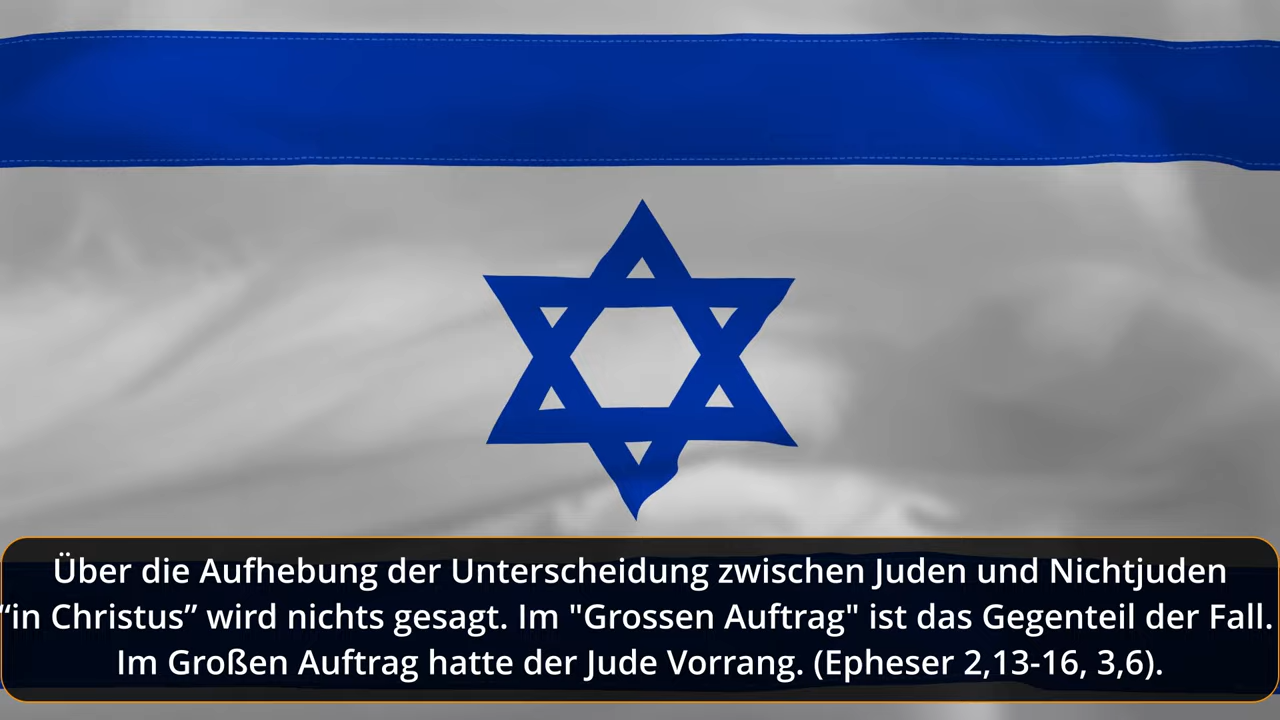 Über die Aufhebung der Unterscheidung zwischen Juden und Nichtjuden
“in Christus” wird nichts gesagt. Im "Grossen Auftrag" ist das Gegenteil der Fall.
Im Großen Auftrag hatte der Jude Vorrang. (Epheser 2,13-16, 3,6).